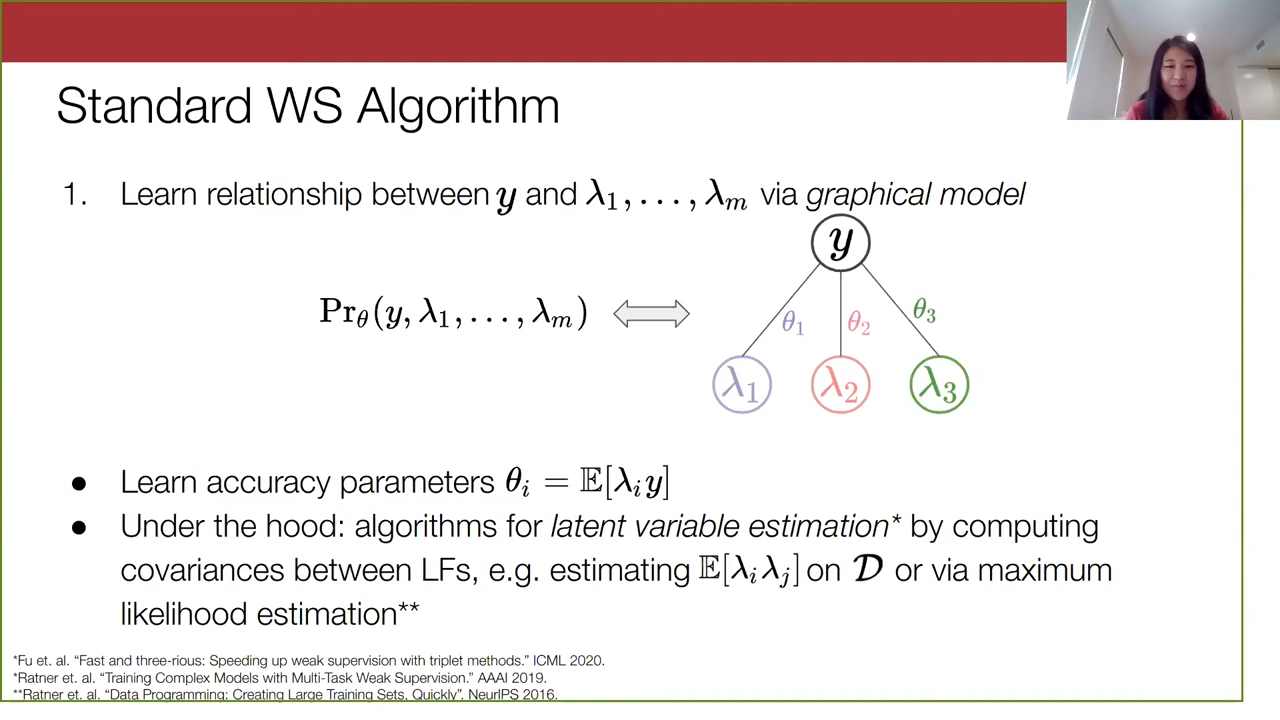 Standard WS Algorithm
1. Learn relationship between y and λ₁, . . . , λₘ via graphical model
y
Pr_θ(y, λ₁, . . . , λₘ)
θ₁ θ₂ θ₃
λ₁ λ₂ λ₃
● Learn accuracy parameters θᵢ = 𝔼[λᵢy]
● Under the hood: algorithms for latent variable estimation* by computing
covariances between LFs, e.g. estimating 𝔼[λᵢλⱼ] on 𝓓 or via maximum
likelihood estimation**
*Fu et. al. “Fast and three-rious: Speeding up weak supervision with triplet methods.” ICML 2020.
*Ratner et. al. “Training Complex Models with Multi-Task Weak Supervision.” AAAI 2019.
**Ratner et. al. “Data Programming: Creating Large Training Sets, Quickly”. NeurIPS 2016.